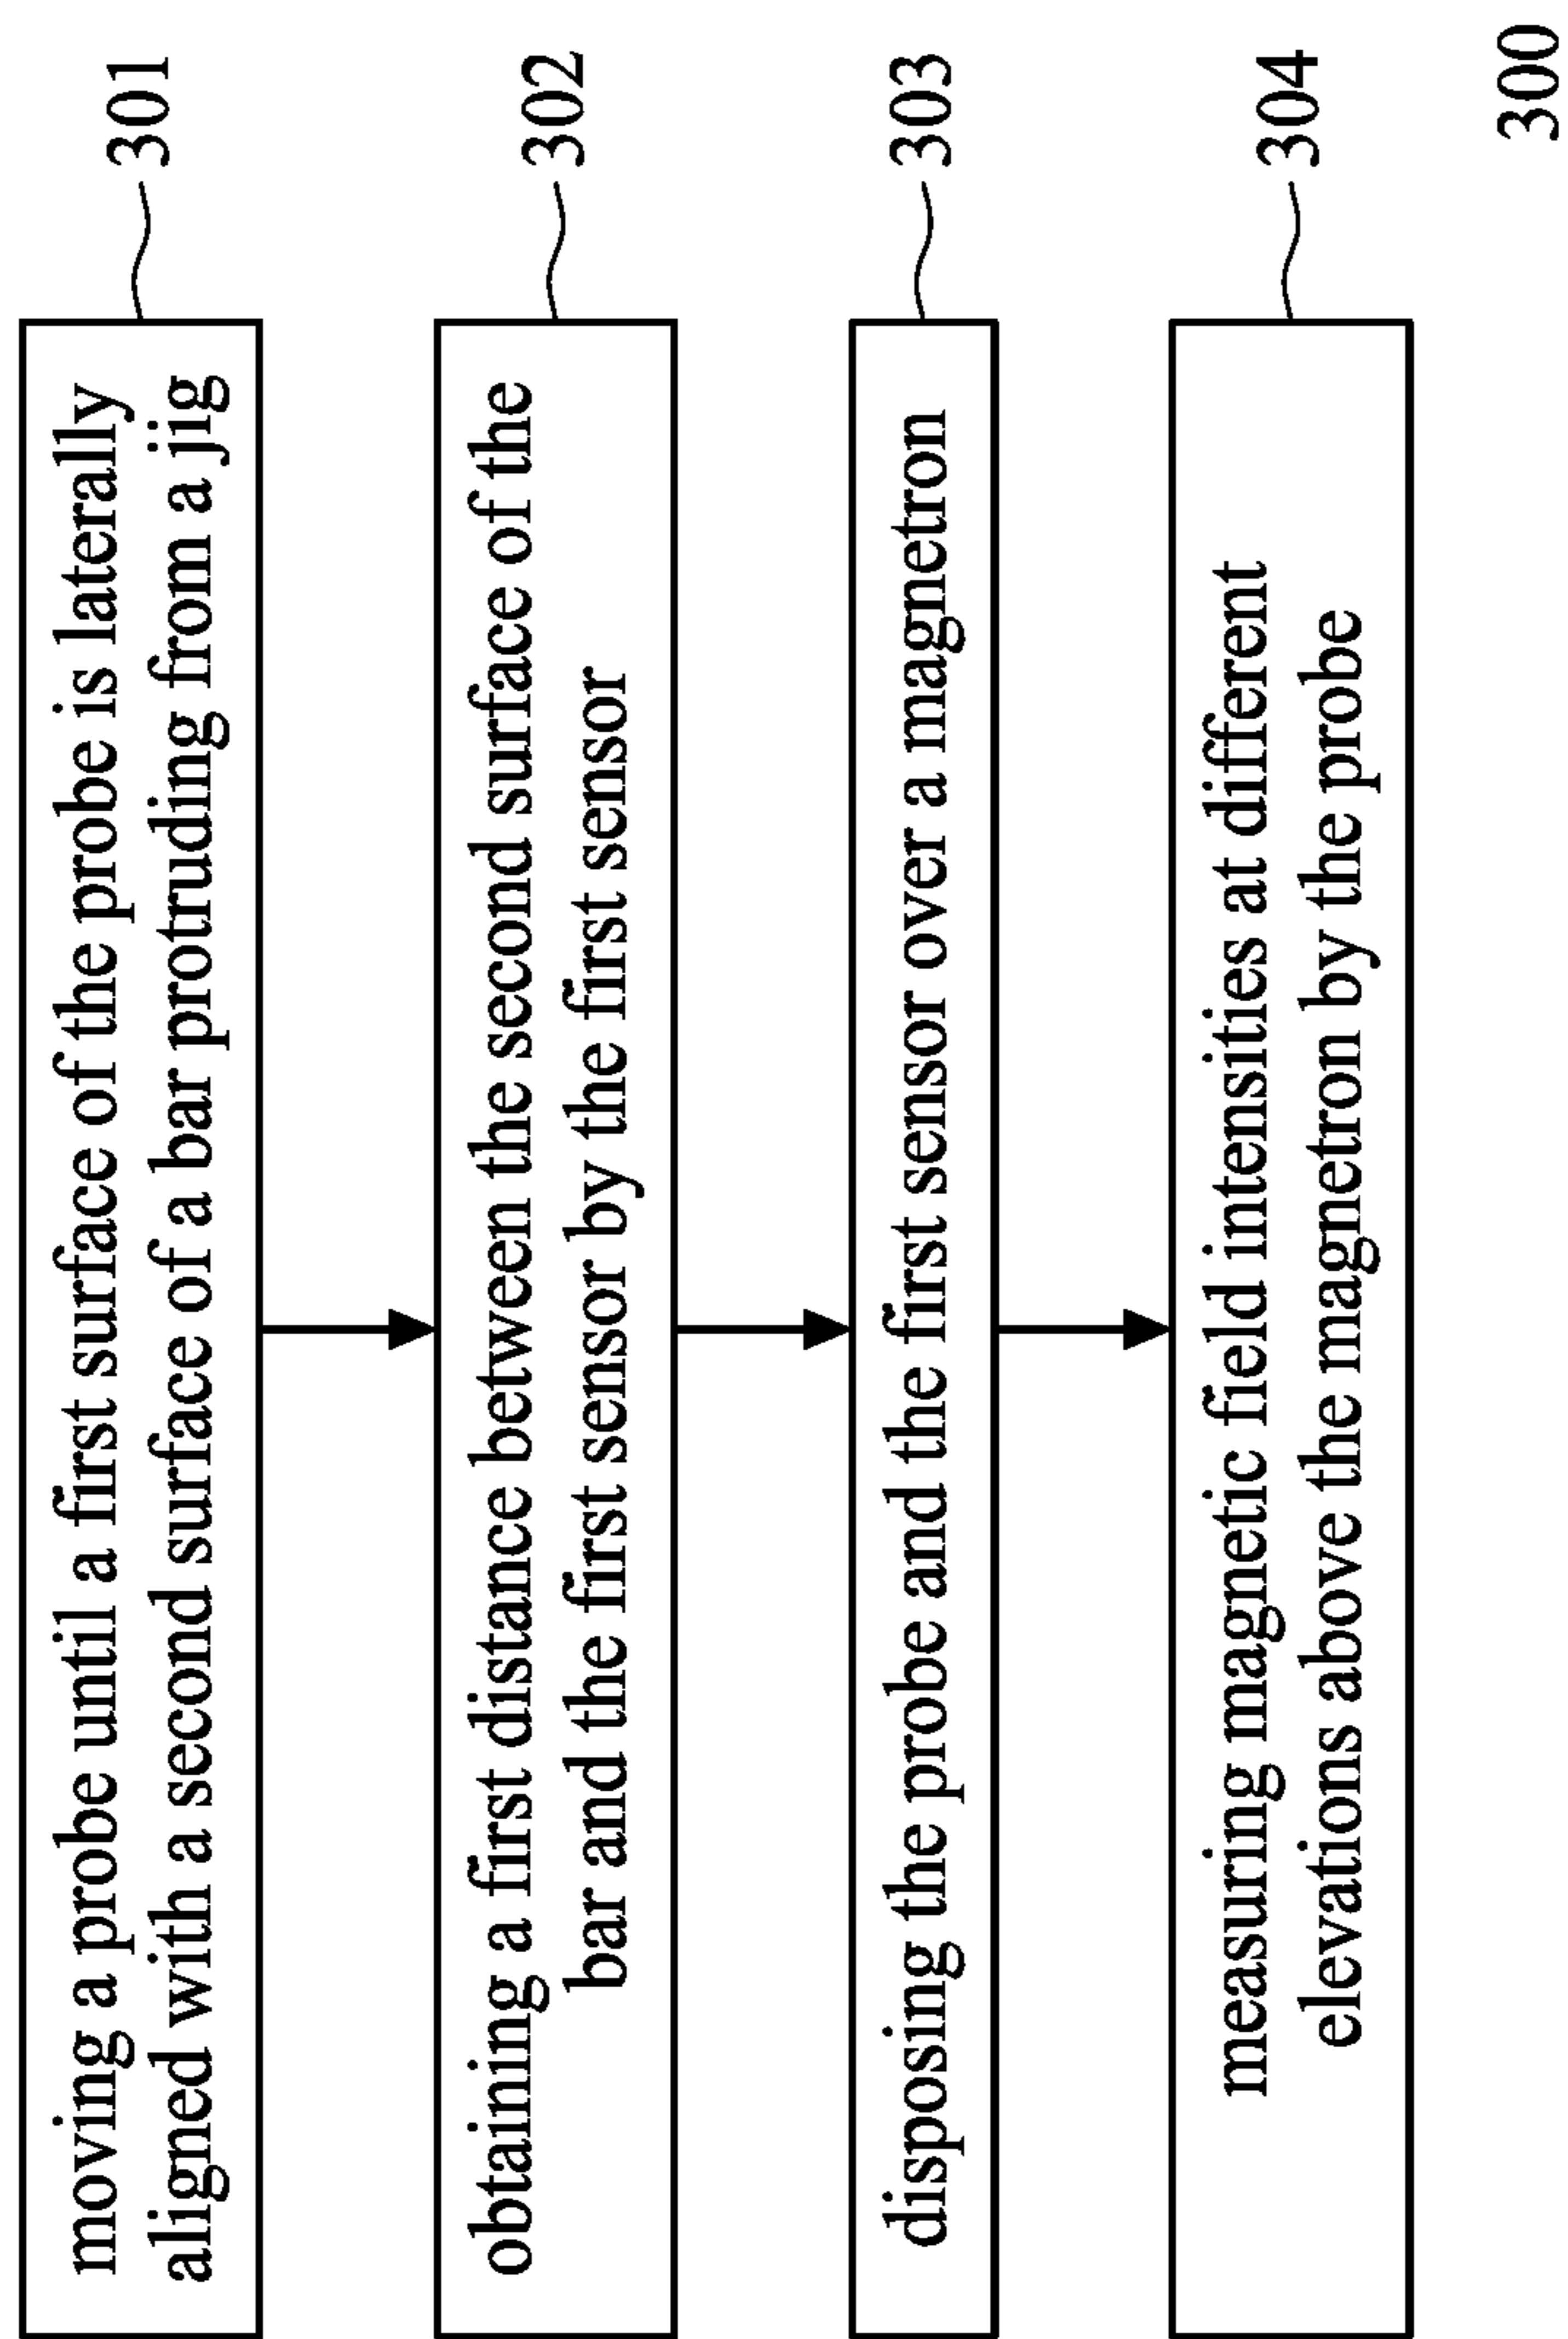 moving a probe until a first surface of the probe is laterally
aligned with a second surface of a bar protruding from a jig
301
obtaining a first distance between the second surface of the
bar and the first sensor by the first sensor
302
disposing the probe and the first sensor over a magnetron
303
measuring magnetic field intensities at different
elevations above the magnetron by the probe
304
300